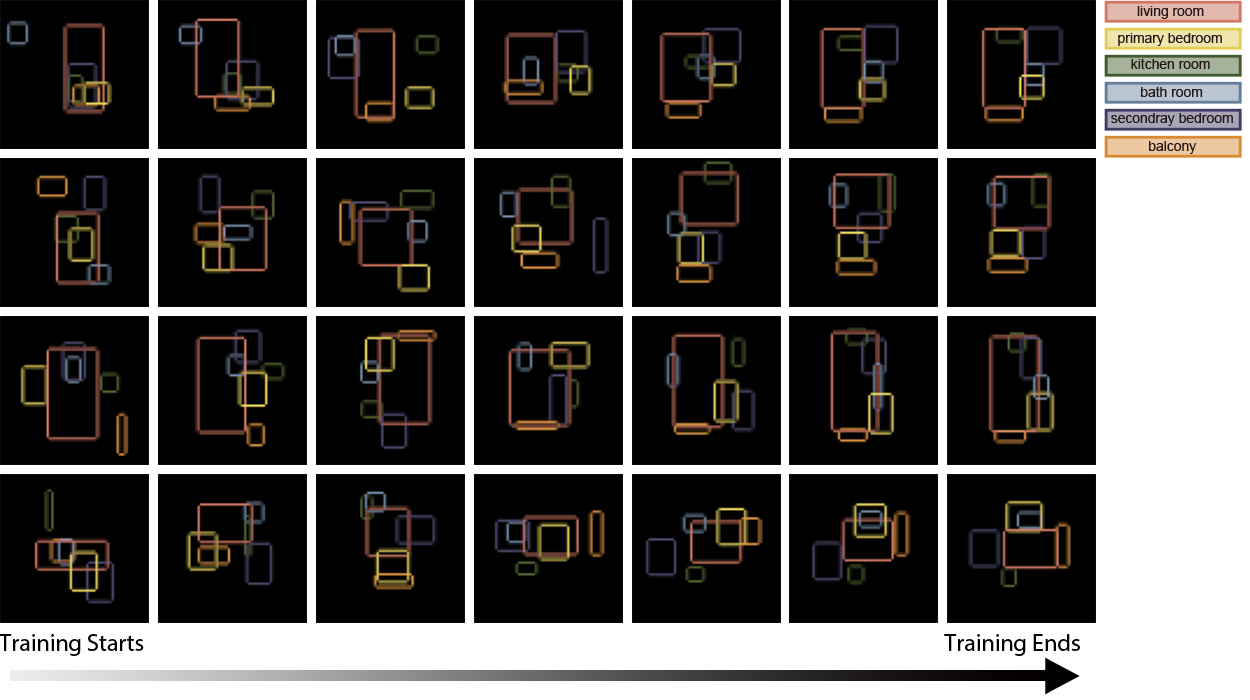 living room
primary bedroom
kitchen room
bath room
secondray bedroom
balcony
Training Starts
Training Ends